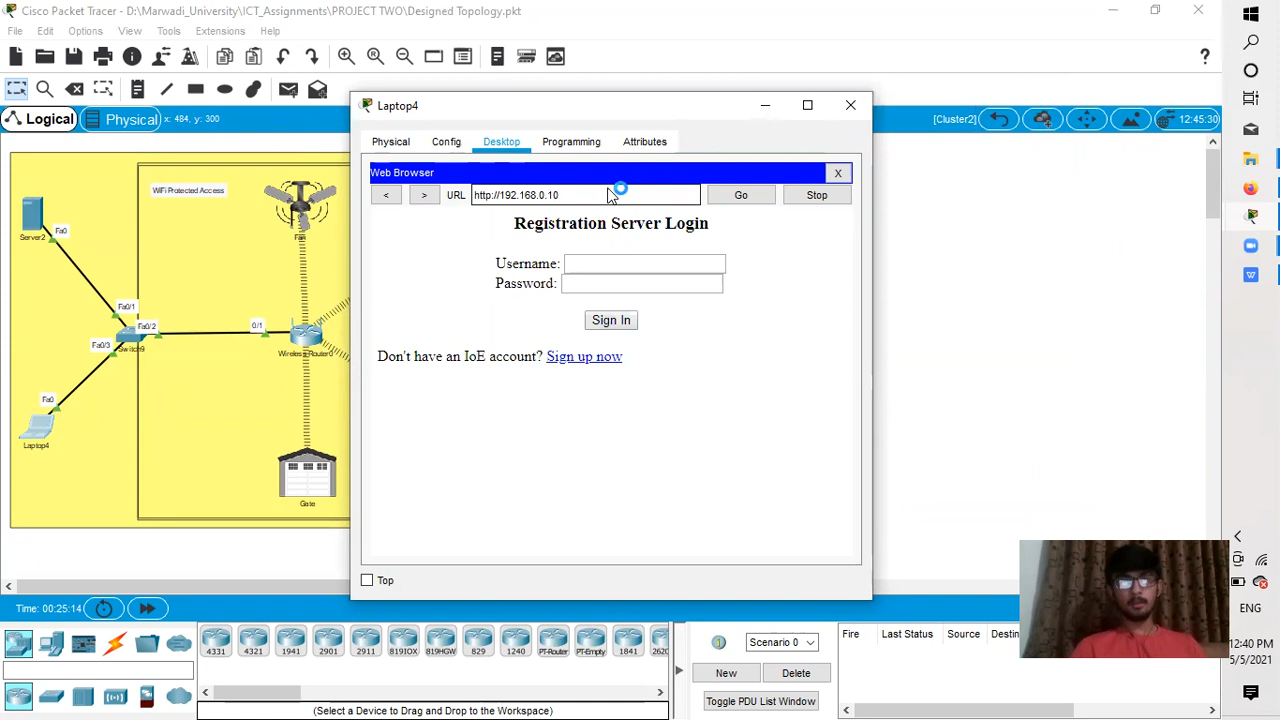 Cisco Packet Tracer - D:\Marwadi_University\ICT_Assignments\PROJECT TWO\Designed Topology.pkt
File Edit Options View Tools Extensions Help
Logical Physical x: 484, y: 300 [Cluster2] 12:45:30
Laptop4
Physical Config Desktop Programming Attributes
Web Browser X
< > URL http://192.168.0.10 Go Stop
Registration Server Login
Username:
Password:
Sign In
Don't have an IoE account? Sign up now
Top
WiFi Protected Access
Fan
Server2
Fa0
Fa0/1
Fa0/2
0/1
Fa0/3
Switch9
Wireless Router0
Fa0
Laptop4
Gate
Time: 00:25:14
4331 4321 1941 2901 2911 819IOX 819HGW 829 1240 PT-Router PT-Empty 1841 2620
(Select a Device to Drag and Drop to the Workspace)
Scenario 0
New Delete
Toggle PDU List Window
Fire Last Status Source Destin
ENG
12:40 PM
5/5/2021